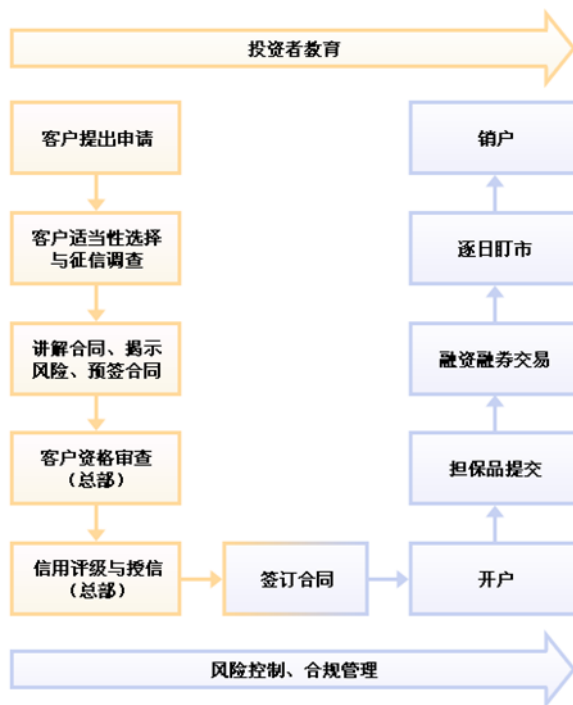 投资者教育
客户提出申请
客户适当性选择
与征信调查
讲解合同、揭示
风险、预签合同
客户资格审查
（总部）
信用评级与授信
（总部）
签订合同
开户
担保品提交
融资融券交易
逐日盯市
销户
风险控制、合规管理